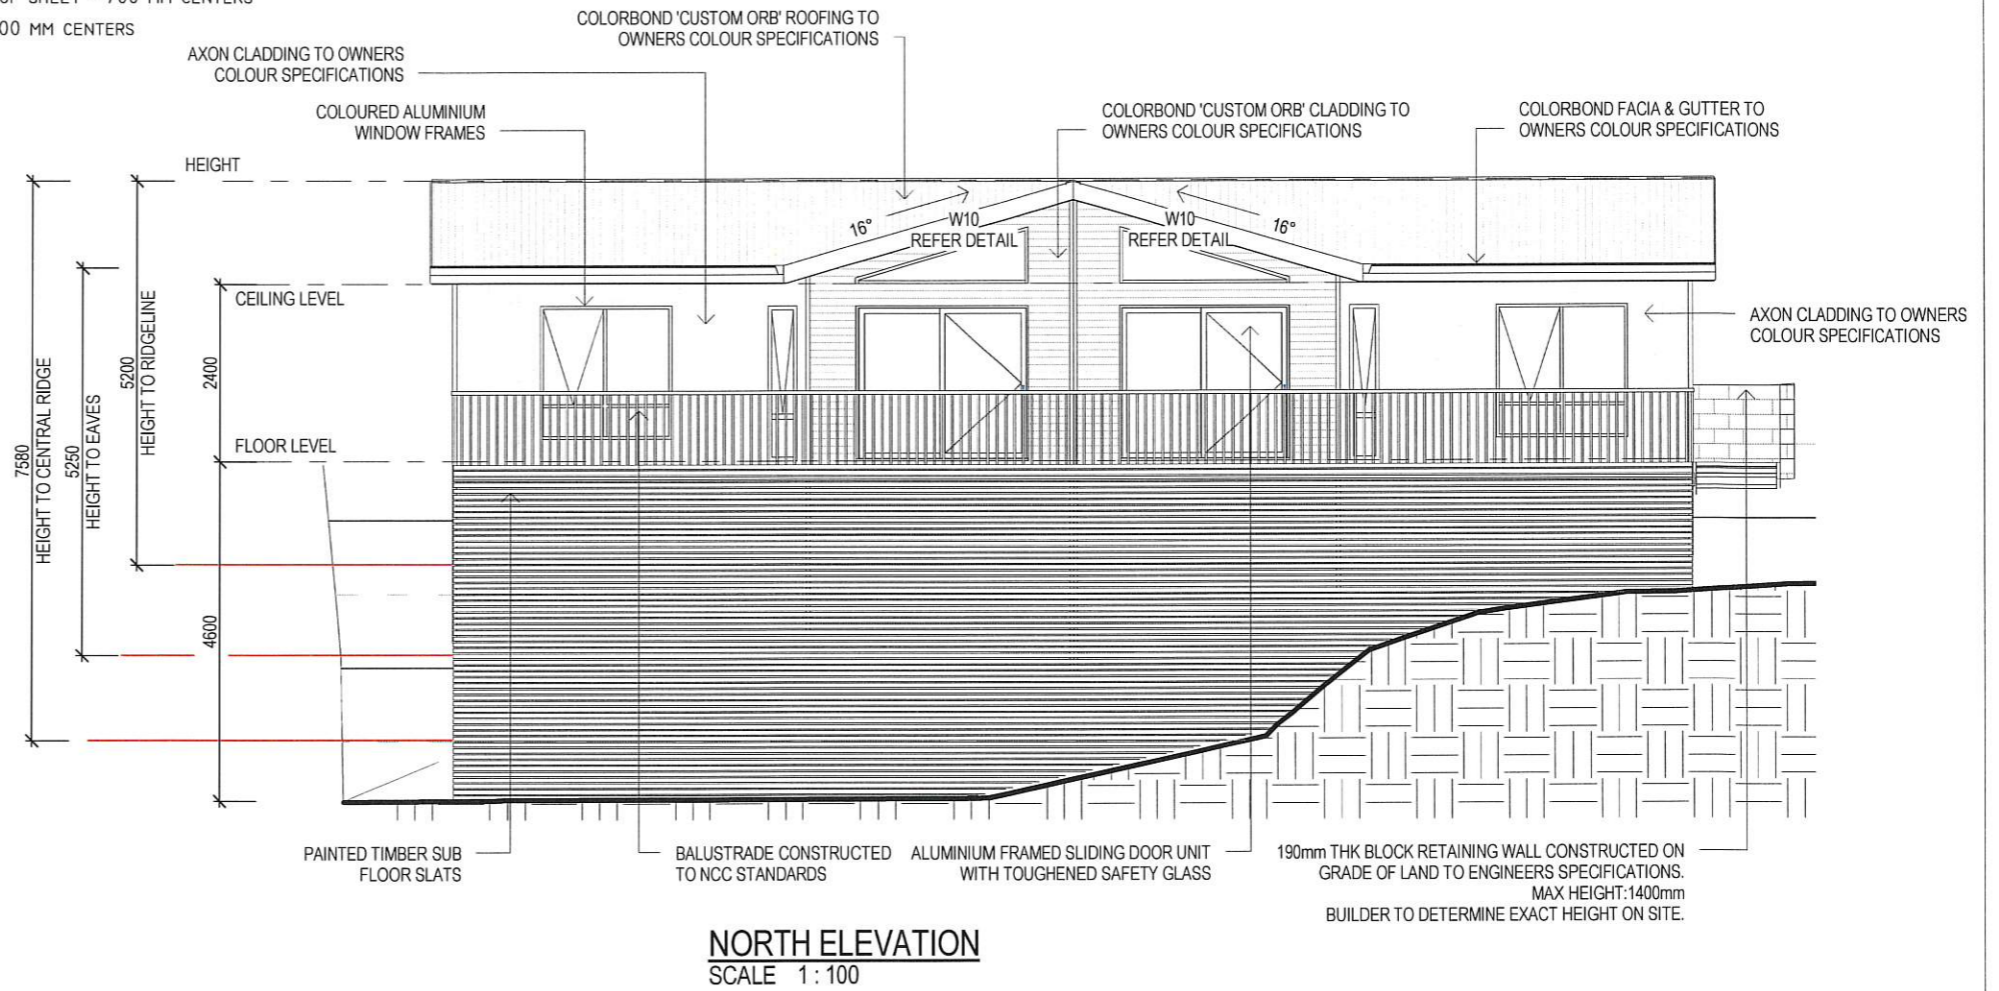 00 MM CENTERS
COLORBOND 'CUSTOM ORB' ROOFING TO
OWNERS COLOUR SPECIFICATIONS
AXON CLADDING TO OWNERS
COLOUR SPECIFICATIONS
COLOURED ALUMINIUM
WINDOW FRAMES
COLORBOND 'CUSTOM ORB' CLADDING TO
OWNERS COLOUR SPECIFICATIONS
COLORBOND FACIA & GUTTER TO
OWNERS COLOUR SPECIFICATIONS
HEIGHT
16°
W10
REFER DETAIL
W10
REFER DETAIL
16°
CEILING LEVEL
AXON CLADDING TO OWNERS
COLOUR SPECIFICATIONS
7580
HEIGHT TO CENTRAL RIDGE
5250
HEIGHT TO EAVES
5200
HEIGHT TO RIDGELINE
2400
FLOOR LEVEL
4600
PAINTED TIMBER SUB
FLOOR SLATS
BALUSTRADE CONSTRUCTED
TO NCC STANDARDS
ALUMINIUM FRAMED SLIDING DOOR UNIT
WITH TOUGHENED SAFETY GLASS
190mm THK BLOCK RETAINING WALL CONSTRUCTED ON
GRADE OF LAND TO ENGINEERS SPECIFICATIONS.
MAX HEIGHT:1400mm
BUILDER TO DETERMINE EXACT HEIGHT ON SITE.
NORTH ELEVATION
SCALE 1 : 100